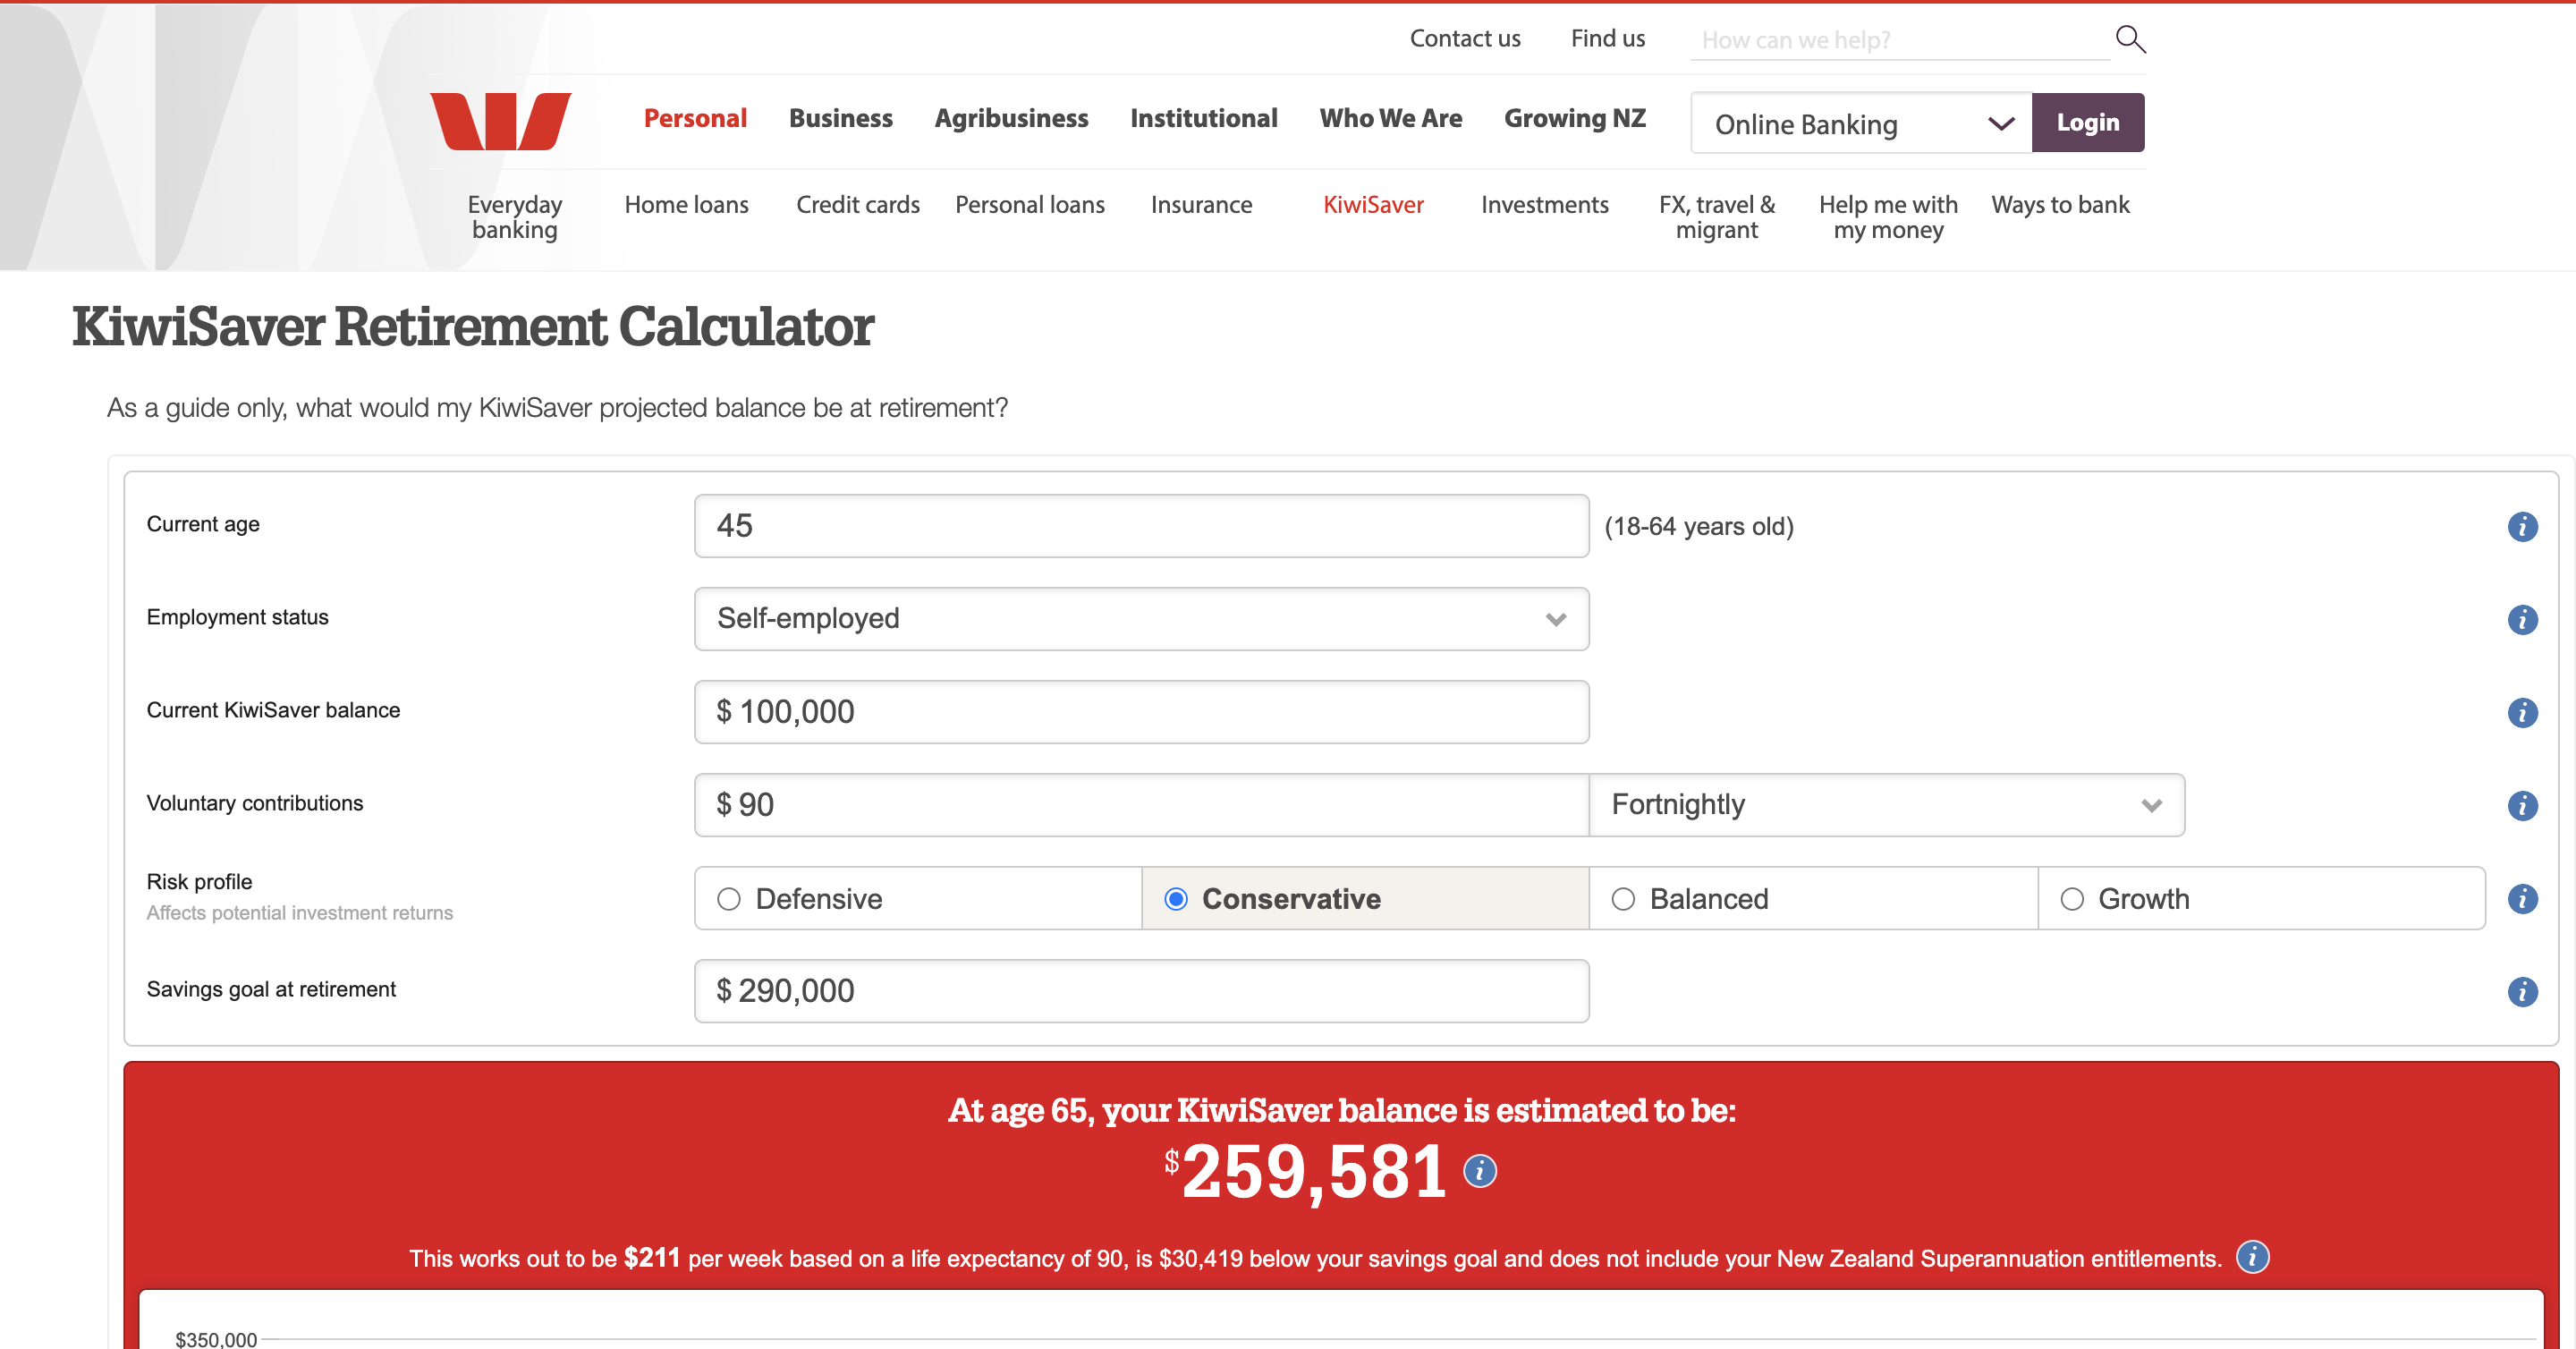 Contact us Find us How can we help?
Personal Business Agribusiness Institutional Who We Are Growing NZ Online Banking Login
Everyday banking Home loans Credit cards Personal loans Insurance KiwiSaver Investments FX, travel & migrant Help me with my money Ways to bank
KiwiSaver Retirement Calculator
As a guide only, what would my KiwiSaver projected balance be at retirement?
Current age 45 (18-64 years old)
Employment status Self-employed
Current KiwiSaver balance $ 100,000
Voluntary contributions $ 90 Fortnightly
Risk profile
Affects potential investment returns
Defensive Conservative Balanced Growth
Savings goal at retirement $ 290,000
At age 65, your KiwiSaver balance is estimated to be:
$259,581
This works out to be $211 per week based on a life expectancy of 90, is $30,419 below your savings goal and does not include your New Zealand Superannuation entitlements.
$350,000